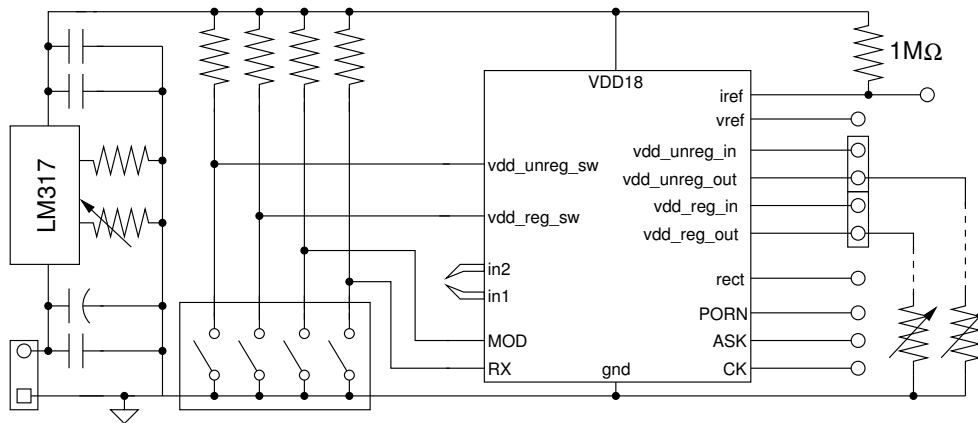 1MΩ
VDD18
iref
vref
vdd_unreg_in
vdd_unreg_sw
vdd_unreg_out
LM317
vdd_reg_in
vdd_reg_sw
vdd_reg_out
in2
rect
in1
PORN
MOD
ASK
RX
gnd
CK